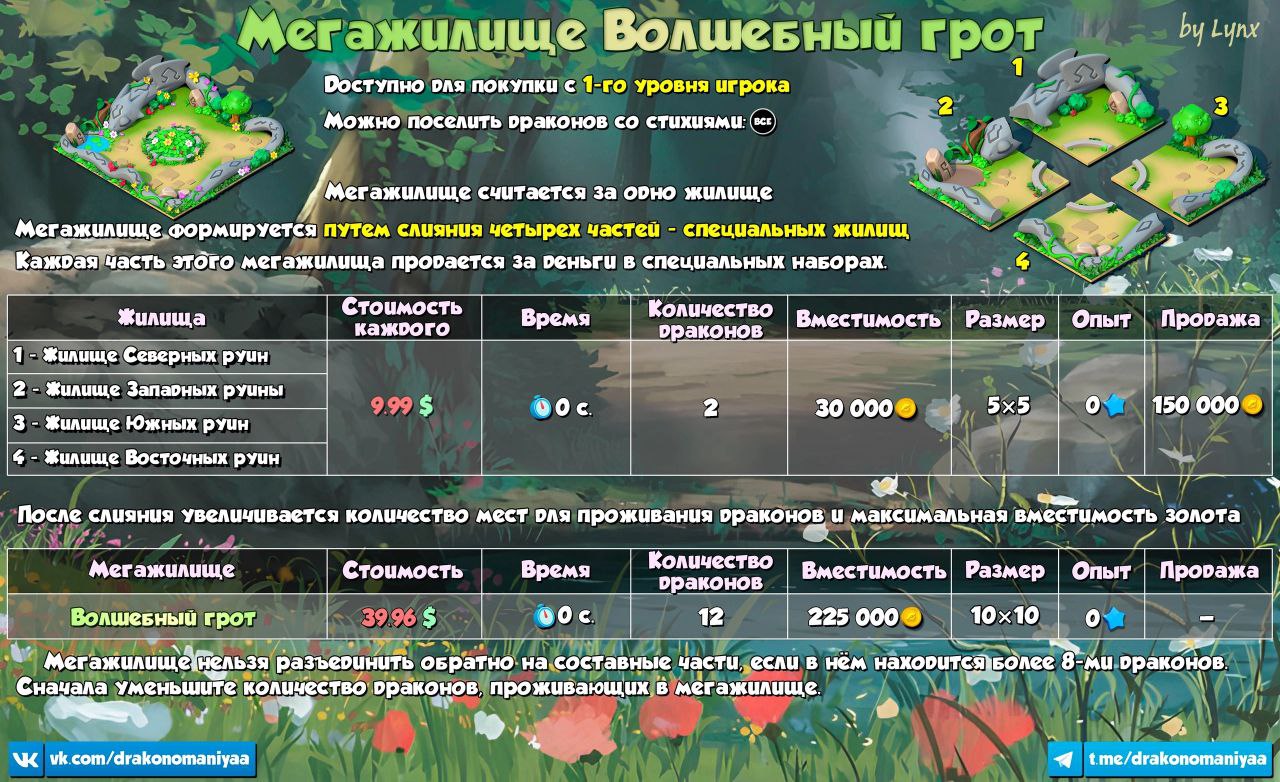 Мегажилище Волшебный грот
by Lynx
Доступно для покупки с 1-го уровня игрока
Можно поселить драконов со стихиями: ВСЕ
1
2
3
4
Мегажилище считается за одно жилище
Мегажилище формируется путем слияния четырех частей - специальных жилищ
Каждая часть этого мегажилища продается за деньги в специальных наборах.
Жилища Стоимость каждого Время Количество драконов Вместимость Размер Опыт Продажа
1 - Жилище Северных руин
2 - Жилище Западных руины
3 - Жилище Южных руин
4 - Жилище Восточных руин
9.99 $ 0 с. 2 30 000 5×5 0 150 000
После слияния увеличивается количество мест для проживания драконов и максимальная вместимость золота
Мегажилище Стоимость Время Количество драконов Вместимость Размер Опыт Продажа
Волшебный грот 39.96 $ 0 с. 12 225 000 10×10 0 –
Мегажилище нельзя разъединить обратно на составные части, если в нём находится более 8-ми драконов.
Сначала уменьшите количество драконов, проживающих в мегажилище.
vk.com/drakonomaniyaa
t.me/drakonomaniyaa